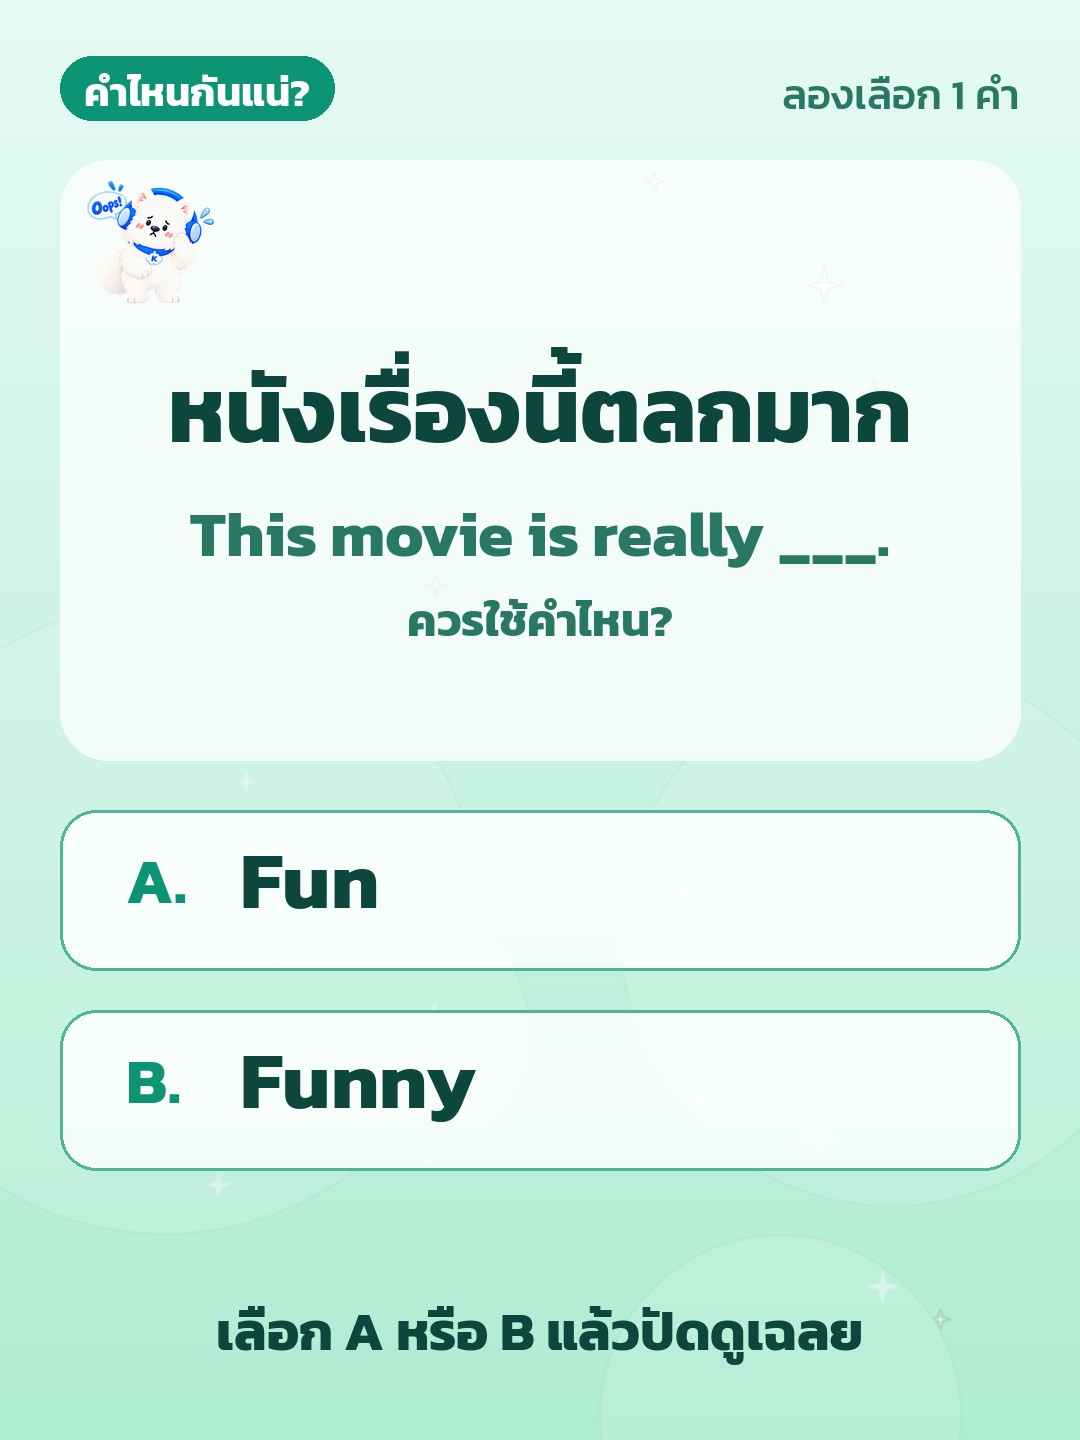 คำไหนกันแน่?
ลองเลือก 1 คำ
Oops!
K
หนังเรื่องนี้ตลกมาก
This movie is really ___.
ควรใช้คำไหน?
A. Fun
B. Funny
เลือก A หรือ B แล้วปัดดูเฉลย